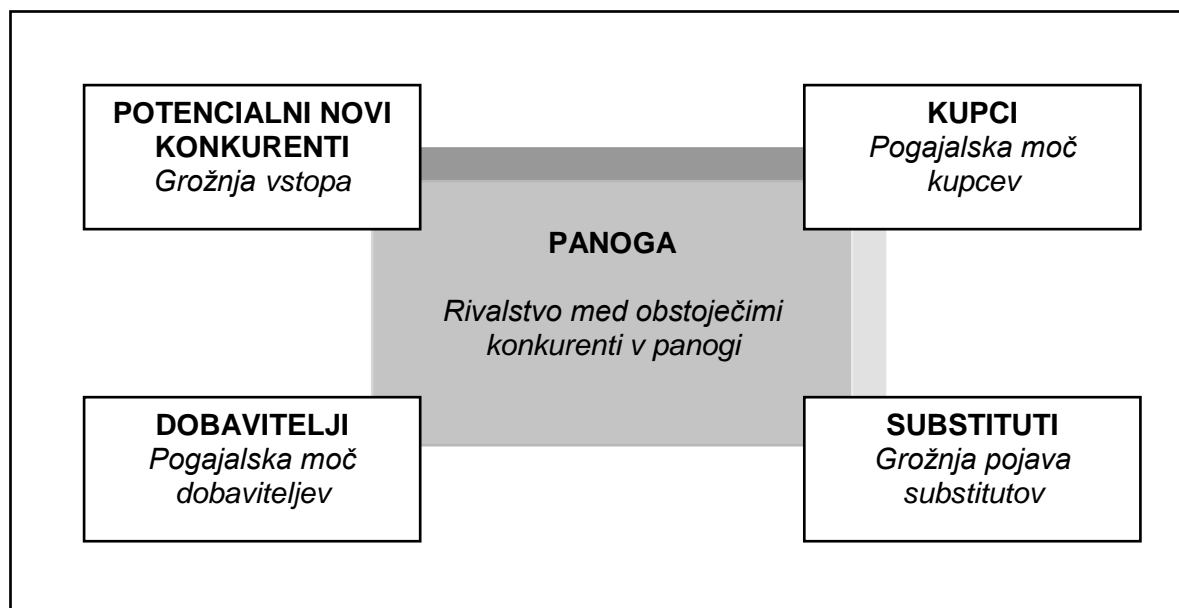 POTENCIALNI NOVI
KONKURENTI
Grožnja vstopa
KUPCI
Pogajalska moč
kupcev
PANOGA
Rivalstvo med obstoječimi
konkurenti v panogi
DOBAVITELJI
Pogajalska moč
dobaviteljev
SUBSTITUTI
Grožnja pojava
substitutov